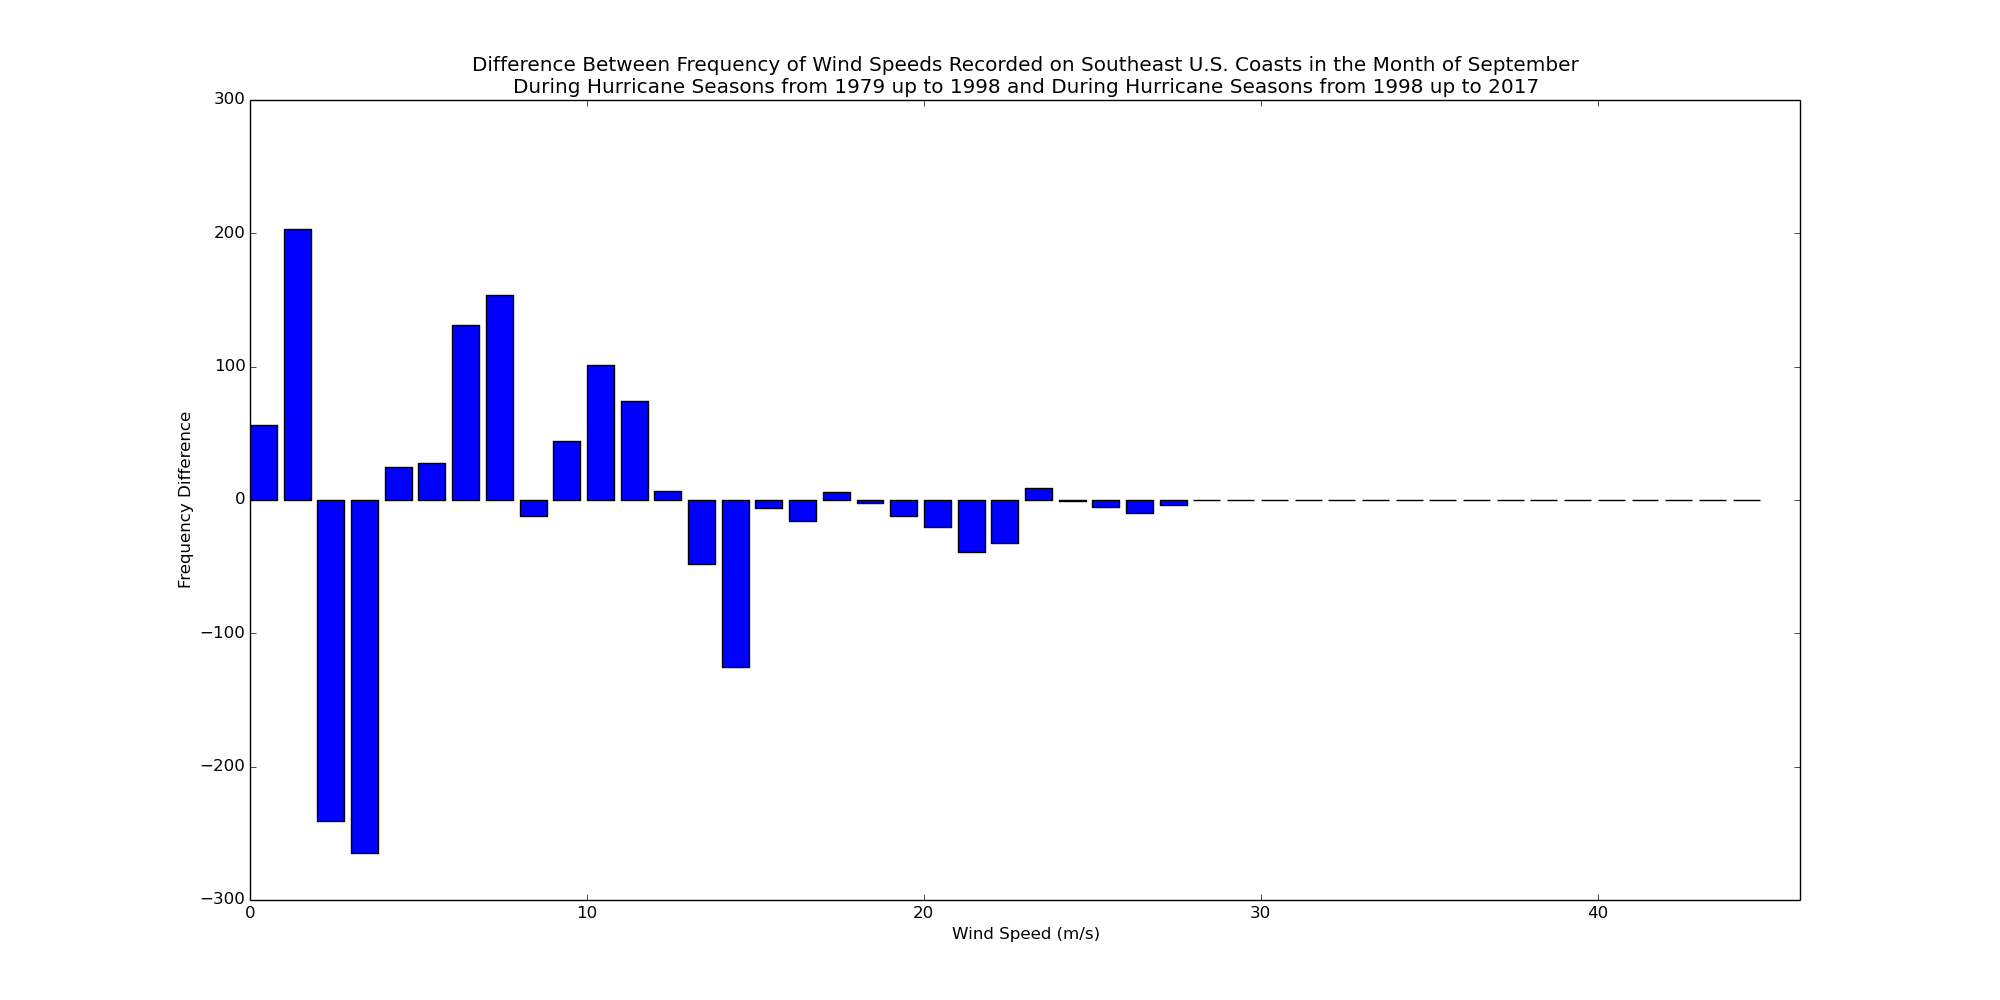 Difference Between Frequency of Wind Speeds Recorded on Southeast U.S. Coasts in the Month of September
During Hurricane Seasons from 1979 up to 1998 and During Hurricane Seasons from 1998 up to 2017
300
200
100
0
−100
−200
−300
Frequency Difference
0 10 20 30 40
Wind Speed (m/s)